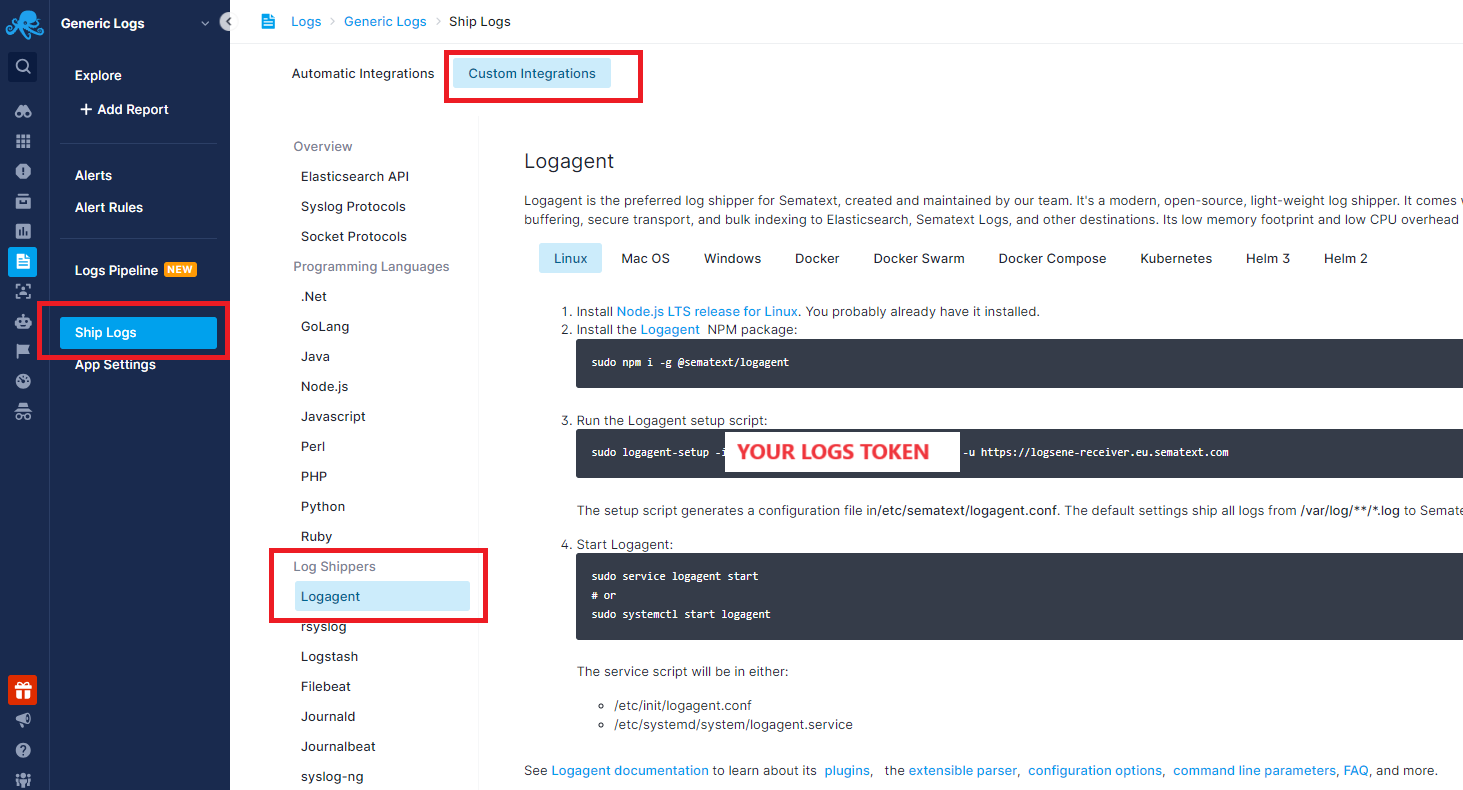 Generic Logs
Explore
+ Add Report
Alerts
Alert Rules
Logs Pipeline NEW
Ship Logs
App Settings
Logs > Generic Logs > Ship Logs
Automatic Integrations Custom Integrations
Overview
Elasticsearch API
Syslog Protocols
Socket Protocols
Programming Languages
.Net
GoLang
Java
Node.js
Javascript
Perl
PHP
Python
Ruby
Log Shippers
Logagent
rsyslog
Logstash
Filebeat
Journald
Journalbeat
syslog-ng
Logagent
Logagent is the preferred log shipper for Sematext, created and maintained by our team. It's a modern, open-source, light-weight log shipper. It comes
buffering, secure transport, and bulk indexing to Elasticsearch, Sematext Logs, and other destinations. Its low memory footprint and low CPU overhead
Linux Mac OS Windows Docker Docker Swarm Docker Compose Kubernetes Helm 3 Helm 2
1. Install Node.js LTS release for Linux. You probably already have it installed.
2. Install the Logagent NPM package:
sudo npm i -g @sematext/logagent
3. Run the Logagent setup script:
sudo logagent-setup -i YOUR LOGS TOKEN -u https://logsene-receiver.eu.sematext.com
The setup script generates a configuration file in/etc/sematext/logagent.conf. The default settings ship all logs from /var/log/**/*.log to Semate
4. Start Logagent:
sudo service logagent start
# or
sudo systemctl start logagent
The service script will be in either:
/etc/init/logagent.conf
/etc/systemd/system/logagent.service
See Logagent documentation to learn about its plugins, the extensible parser, configuration options, command line parameters, FAQ, and more.